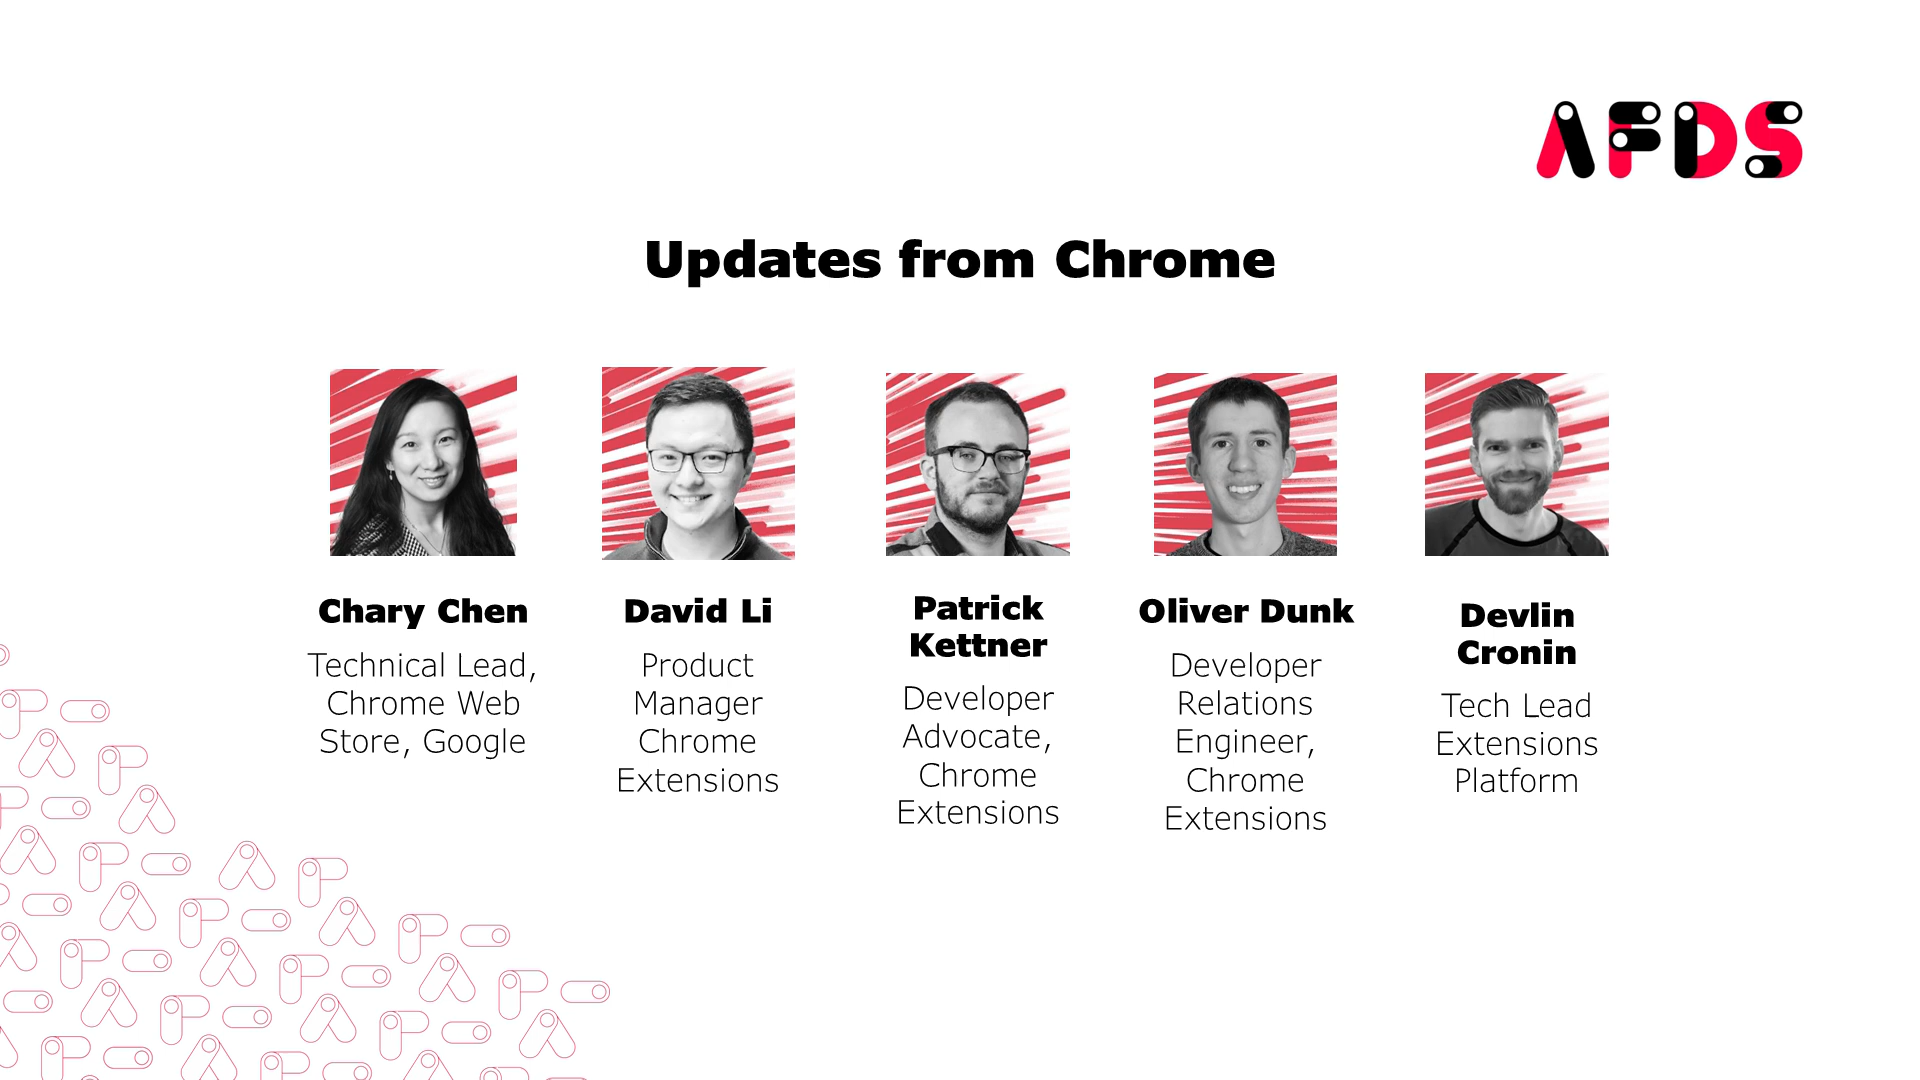 AFDS
Updates from Chrome
Chary Chen
Technical Lead,
Chrome Web
Store, Google
David Li
Product
Manager
Chrome
Extensions
Patrick
Kettner
Developer
Advocate,
Chrome
Extensions
Oliver Dunk
Developer
Relations
Engineer,
Chrome
Extensions
Devlin
Cronin
Tech Lead
Extensions
Platform